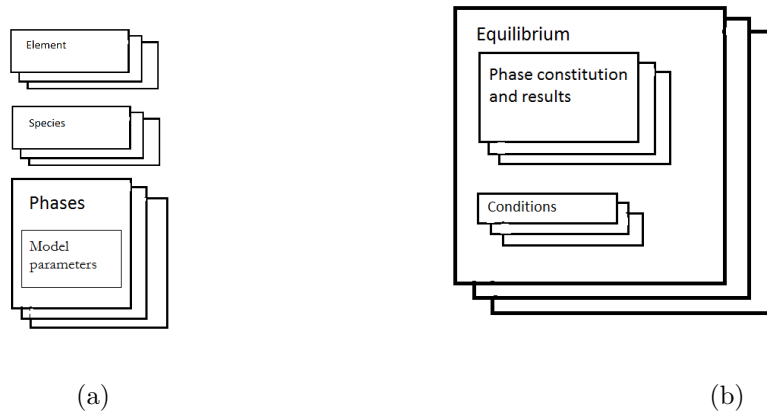 Element
Species
Phases
Model
parameters
(a)
Equilibrium
Phase constitution
and results
Conditions
(b)